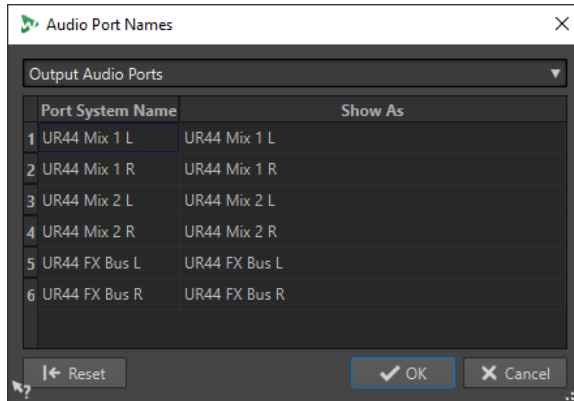 Audio Port Names
Output Audio Ports
Port System Name Show As
1 UR44 Mix 1 L UR44 Mix 1 L
2 UR44 Mix 1 R UR44 Mix 1 R
3 UR44 Mix 2 L UR44 Mix 2 L
4 UR44 Mix 2 R UR44 Mix 2 R
5 UR44 FX Bus L UR44 FX Bus L
6 UR44 FX Bus R UR44 FX Bus R
Reset OK Cancel
?